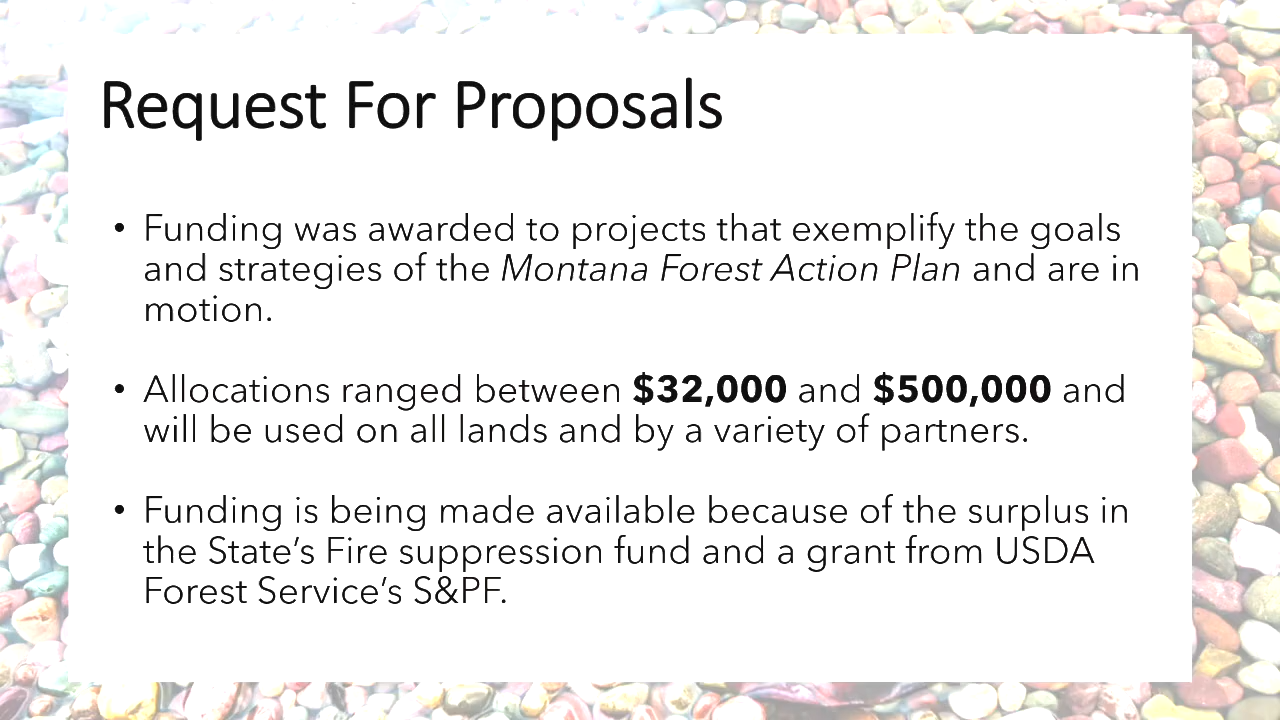 Request For Proposals
• Funding was awarded to projects that exemplify the goals
and strategies of the Montana Forest Action Plan and are in
motion.
• Allocations ranged between $32,000 and $500,000 and
will be used on all lands and by a variety of partners.
• Funding is being made available because of the surplus in
the State’s Fire suppression fund and a grant from USDA
Forest Service’s S&PF.